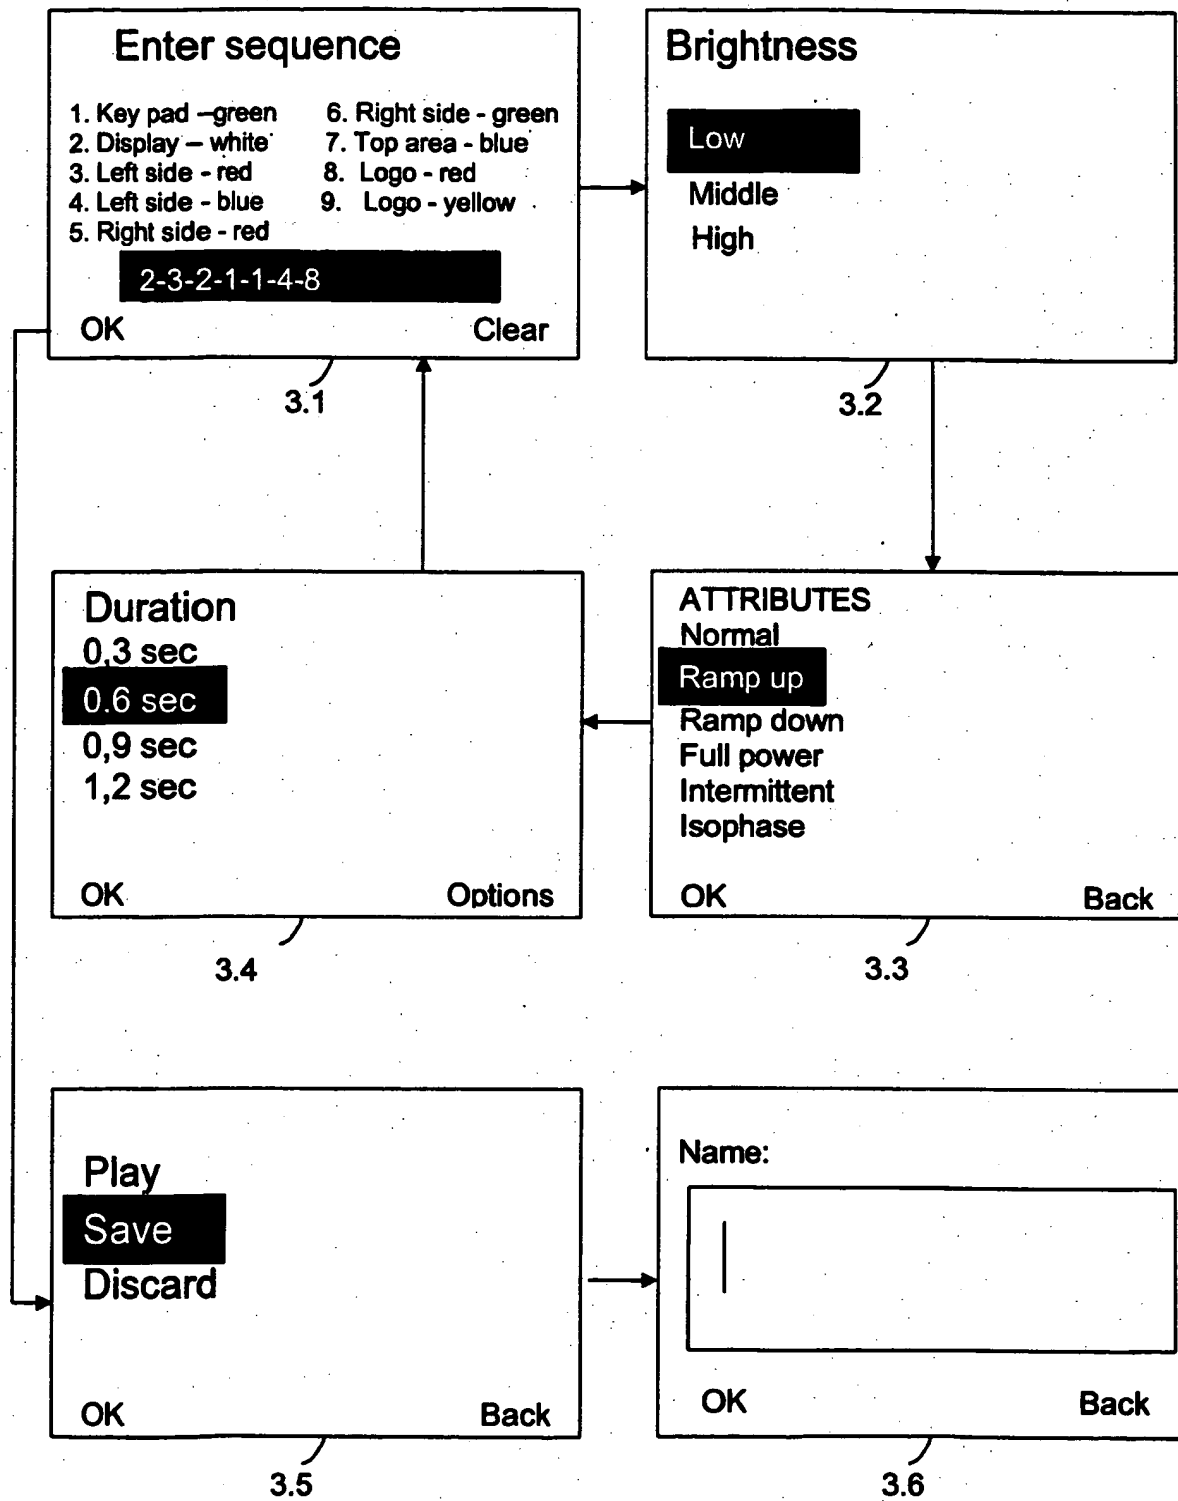 Enter sequence
1. Key pad –green
2. Display – white
3. Left side - red
4. Left side - blue
5. Right side - red
6. Right side - green
7. Top area - blue
8. Logo - red
9. Logo - yellow
2-3-2-1-1-4-8
OK Clear
3.1
Brightness
Low
Middle
High
3.2
Duration
0,3 sec
0.6 sec
0,9 sec
1,2 sec
OK Options
3.4
ATTRIBUTES
Normal
Ramp up
Ramp down
Full power
Intermittent
Isophase
OK Back
3.3
Play
Save
Discard
OK Back
3.5
Name:
OK Back
3.6